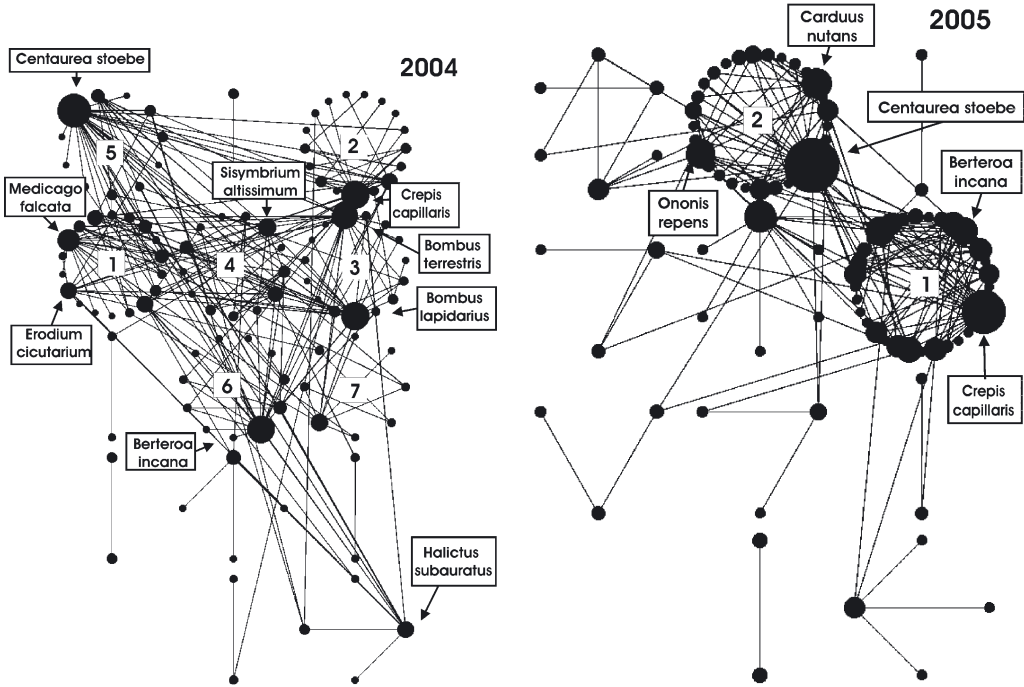 Centaurea stoebe
2004
5
2
Sisymbrium
altissimum
Medicago
falcata
Crepis
capillaris
Bombus
terrestris
1
4
3
Bombus
lapidarius
Erodium
cicutarium
6
7
Berteroa
incana
Halictus
subauratus
Carduus
nutans
2005
Centaurea stoebe
2
Berteroa
incana
Ononis
repens
1
Crepis
capillaris